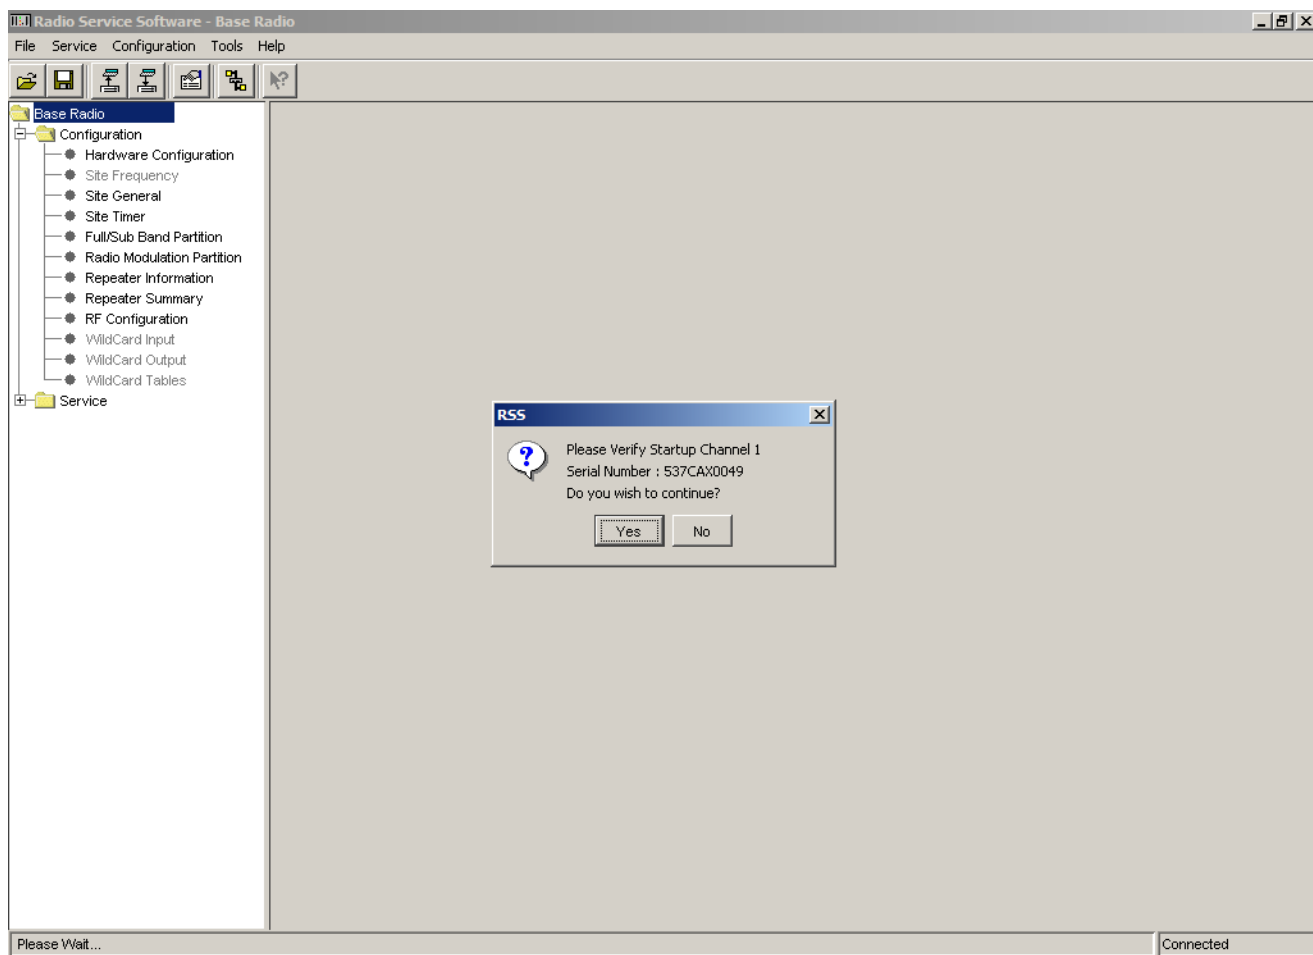 Radio Service Software - Base Radio
File Service Configuration Tools Help
Base Radio
Configuration
Hardware Configuration
Site Frequency
Site General
Site Timer
Full/Sub Band Partition
Radio Modulation Partition
Repeater Information
Repeater Summary
RF Configuration
WildCard Input
WildCard Output
WildCard Tables
Service
RSS
Please Verify Startup Channel 1
Serial Number : 537CAX0049
Do you wish to continue?
Yes No
Please Wait... Connected